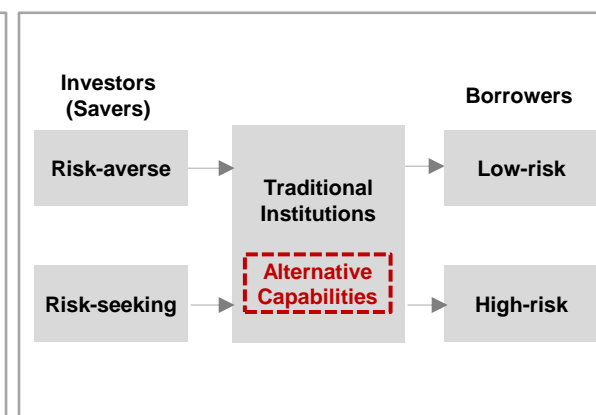 Investors
(Savers)
Borrowers
Risk-averse
Traditional
Institutions
Low-risk
Alternative
Capabilities
Risk-seeking
High-risk